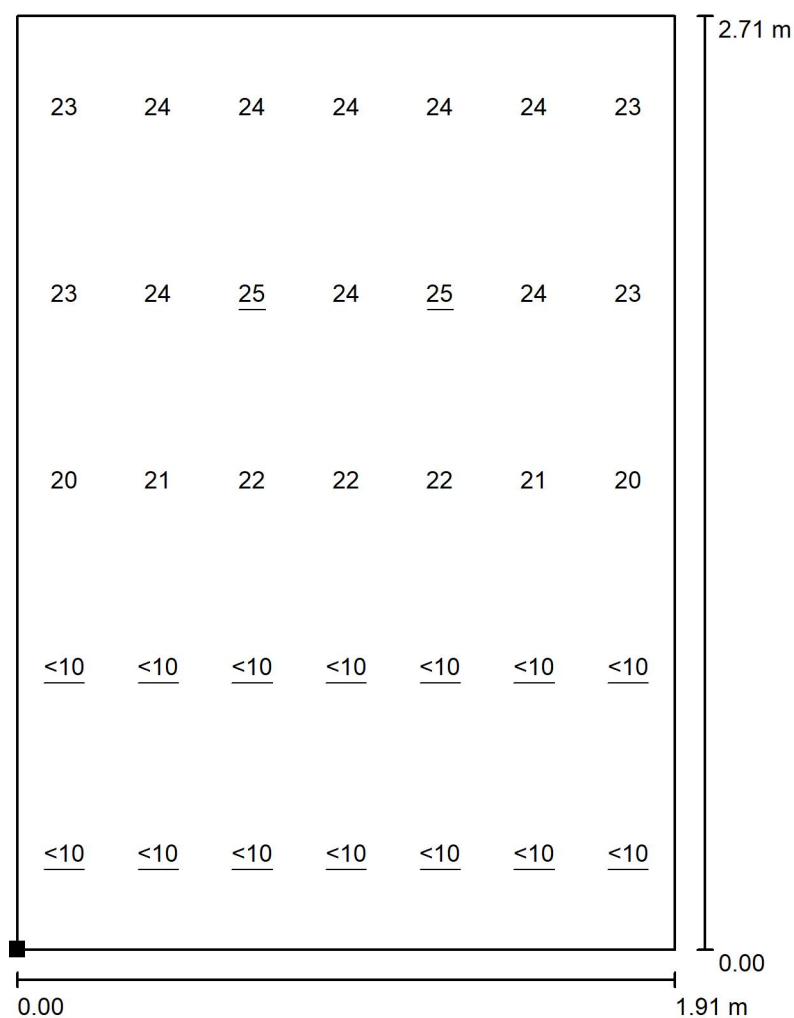 2.71 m
23 24 24 24 24 24 23
23 24 25 24 25 24 23
20 21 22 22 22 21 20
<10 <10 <10 <10 <10 <10 <10
<10 <10 <10 <10 <10 <10 <10
0.00
0.00 1.91 m